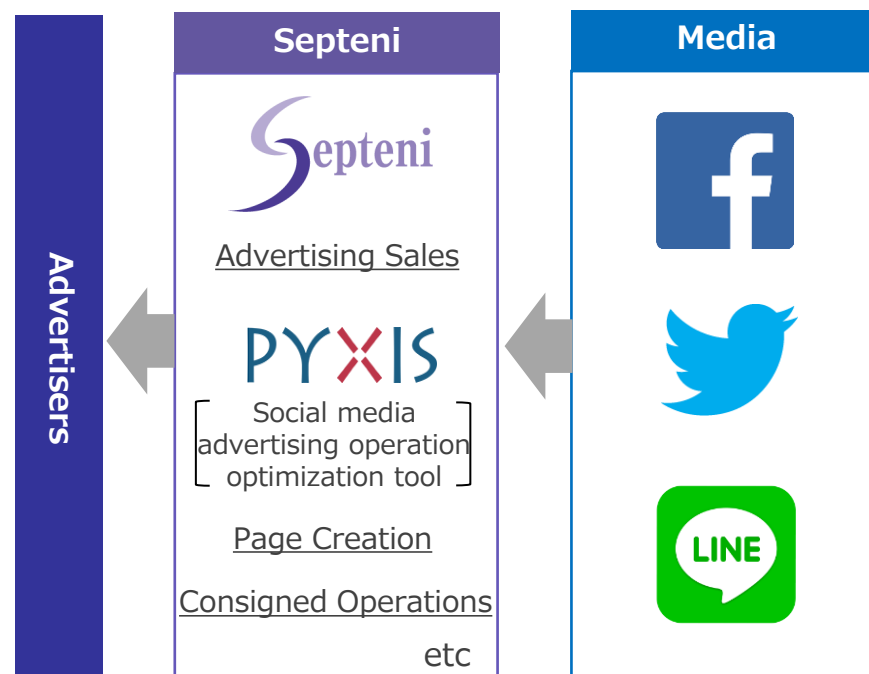 Advertisers
Septeni
Septeni
Advertising Sales
PYXIS
Social media
advertising operation
optimization tool
Page Creation
Consigned Operations
etc
Media
f
LINE